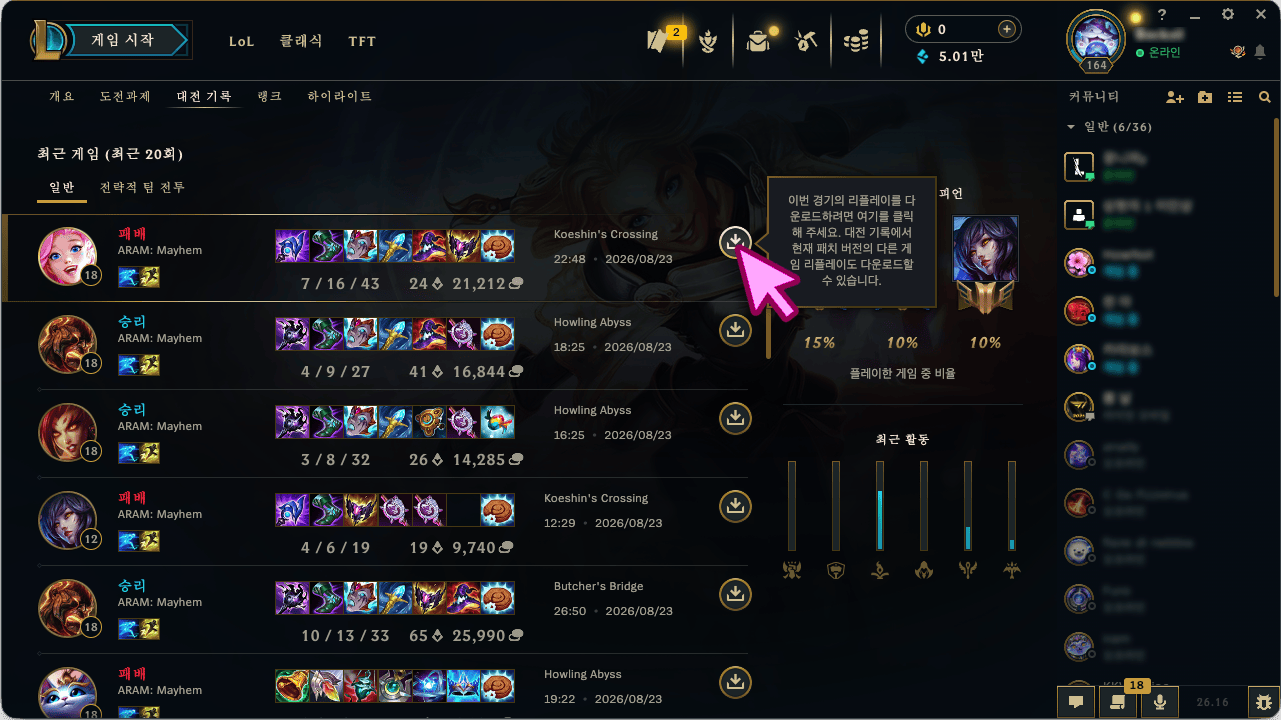 게임 시작
LoL
클래식
TFT
2
0
5.01만
164
온라인
개요
도전과제
대전 기록
랭크
하이라이트
커뮤니티
일반 (6/36)
최근 게임 (최근 20회)
일반
전략적 팀 전투
이번 경기의 리플레이를 다
운로드하려면 여기를 클릭
해 주세요. 대전 기록에서
현재 패치 버전의 다른 게
임 리플레이도 다운로드할
수 있습니다.
피언
18
패배
ARAM: Mayhem
7 / 16 / 43
24
21,212
Koeshin's Crossing
22:48 • 2026/08/23
18
승리
ARAM: Mayhem
4 / 9 / 27
41
16,844
Howling Abyss
18:25 • 2026/08/23
15%
10%
10%
플레이한 게임 중 비율
18
승리
ARAM: Mayhem
3 / 8 / 32
26
14,285
Howling Abyss
16:25 • 2026/08/23
최근 활동
12
패배
ARAM: Mayhem
4 / 6 / 19
19
9,740
Koeshin's Crossing
12:29 • 2026/08/23
18
승리
ARAM: Mayhem
10 / 13 / 33
65
25,990
Butcher's Bridge
26:50 • 2026/08/23
18
패배
ARAM: Mayhem
Howling Abyss
19:22 • 2026/08/23
18
26.16